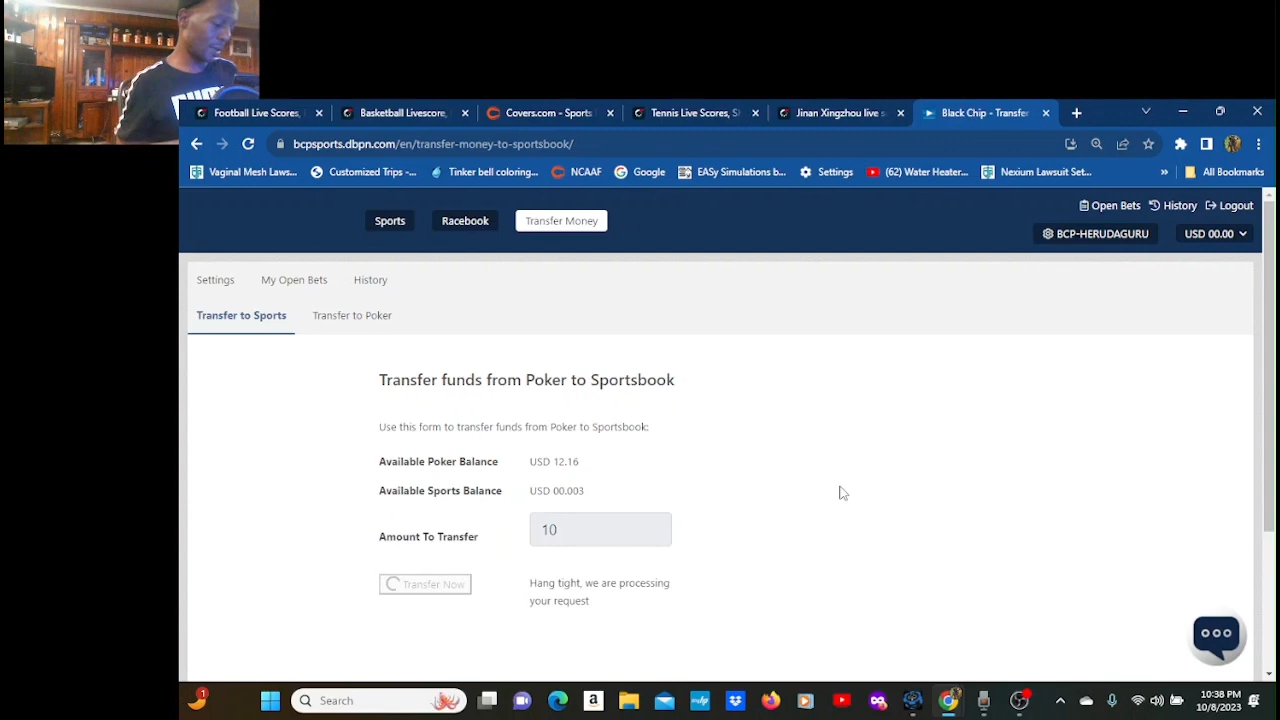 Football Live Scores,
Basketball Livescore,
Covers.com - Sports
Tennis Live Scores, S
Jinan Xingzhou live s
Black Chip - Transfer
bcpsports.dbpn.com/en/transfer-money-to-sportsbook/
Vaginal Mesh Laws...
Customized Trips -...
Tinker bell coloring...
NCAAF
Google
EASy Simulations b...
Settings
(62) Water Heater...
Nexium Lawsuit Set...
»
All Bookmarks
Sports
Racebook
Transfer Money
Open Bets
History
Logout
BCP-HERUDAGURU
USD 00.00
Settings
My Open Bets
History
Transfer to Sports
Transfer to Poker
Transfer funds from Poker to Sportsbook
Use this form to transfer funds from Poker to Sportsbook:
Available Poker Balance
USD 12.16
Available Sports Balance
USD 00.003
Amount To Transfer
10
Transfer Now
Hang tight, we are processing
your request
1
Search
10:38 PM
10/8/2023